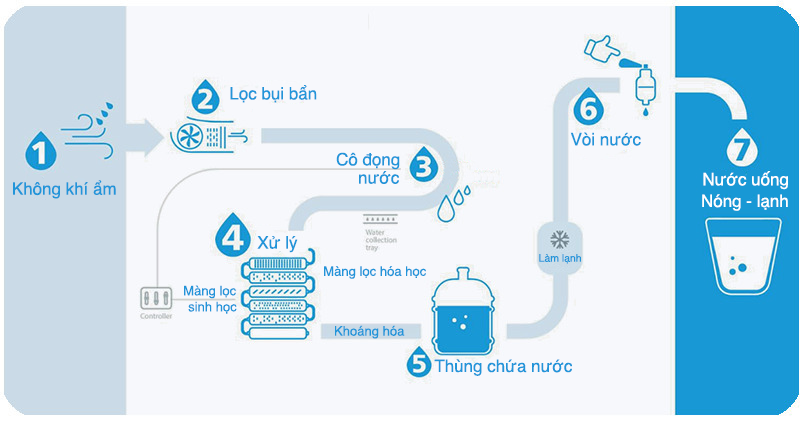 1
Không khí ẩm
2
Lọc bụi bẩn
Cô đọng
nước
3
Water
collection
tray
4
Xử lý
Màng lọc hóa học
Màng lọc
sinh học
Controller
Khoáng hóa
5
Thùng chứa nước
Làm lạnh
6
Vòi nước
7
Nước uống
Nóng - lạnh